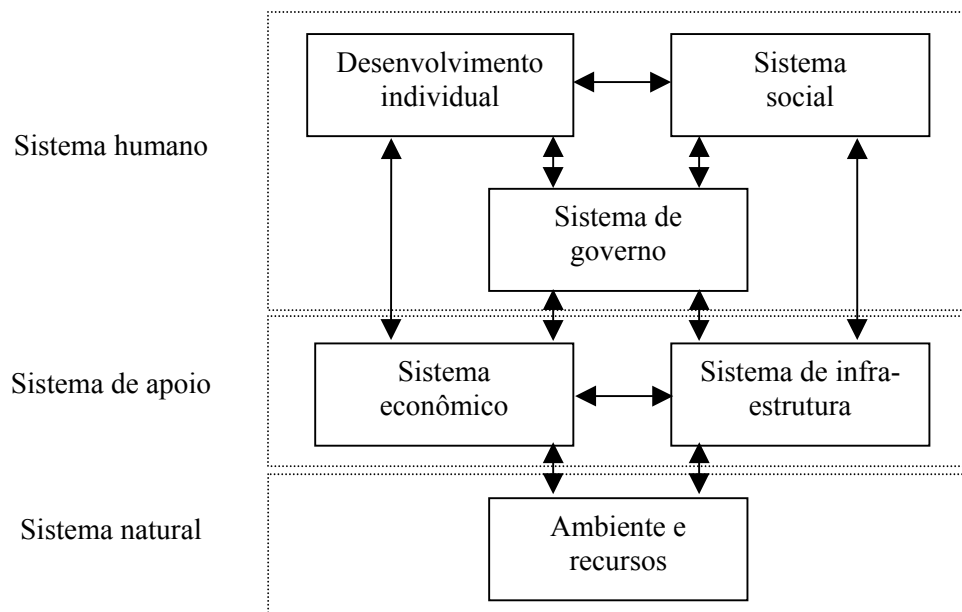 Desenvolvimento
individual
Sistema
social
Sistema humano
Sistema de
governo
Sistema de apoio
Sistema
econômico
Sistema de infra-
estrutura
Sistema natural
Ambiente e
recursos